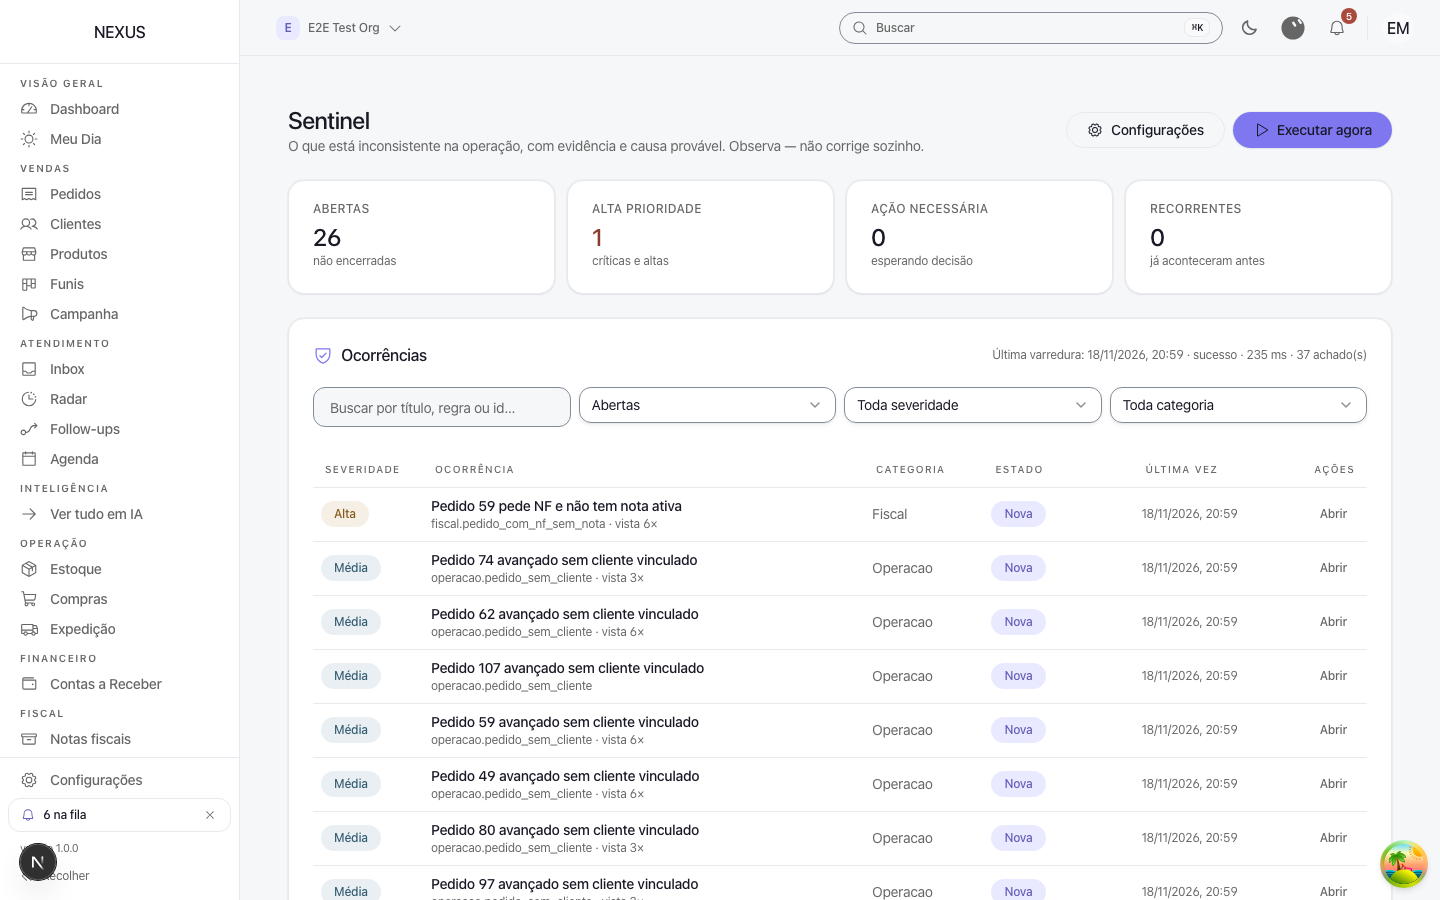 NEXUS
E
E2E Test Org
Buscar
⌘K
5
EM
VISÃO GERAL
Dashboard
Meu Dia
VENDAS
Pedidos
Clientes
Produtos
Funis
Campanha
ATENDIMENTO
Inbox
Radar
Follow-ups
Agenda
INTELIGÊNCIA
Ver tudo em IA
OPERAÇÃO
Estoque
Compras
Expedição
FINANCEIRO
Contas a Receber
FISCAL
Notas fiscais
Configurações
6 na fila
1.0.0
N
Sentinel
O que está inconsistente na operação, com evidência e causa provável. Observa — não corrige sozinho.
Configurações
Executar agora
ABERTAS
26
não encerradas
ALTA PRIORIDADE
1
críticas e altas
AÇÃO NECESSÁRIA
0
esperando decisão
RECORRENTES
0
já aconteceram antes
Ocorrências
Última varredura: 18/11/2026, 20:59 · sucesso · 235 ms · 37 achado(s)
Buscar por título, regra ou id...
Abertas
Toda severidade
Toda categoria
SEVERIDADE OCORRÊNCIA CATEGORIA ESTADO ÚLTIMA VEZ AÇÕES
Alta Pedido 59 pede NF e não tem nota ativa Fiscal Nova 18/11/2026, 20:59 Abrir
fiscal.pedido_com_nf_sem_nota · vista 6×
Média Pedido 74 avançado sem cliente vinculado Operacao Nova 18/11/2026, 20:59 Abrir
operacao.pedido_sem_cliente · vista 3×
Média Pedido 62 avançado sem cliente vinculado Operacao Nova 18/11/2026, 20:59 Abrir
operacao.pedido_sem_cliente · vista 6×
Média Pedido 107 avançado sem cliente vinculado Operacao Nova 18/11/2026, 20:59 Abrir
operacao.pedido_sem_cliente
Média Pedido 59 avançado sem cliente vinculado Operacao Nova 18/11/2026, 20:59 Abrir
operacao.pedido_sem_cliente · vista 6×
Média Pedido 49 avançado sem cliente vinculado Operacao Nova 18/11/2026, 20:59 Abrir
operacao.pedido_sem_cliente · vista 6×
Média Pedido 80 avançado sem cliente vinculado Operacao Nova 18/11/2026, 20:59 Abrir
operacao.pedido_sem_cliente · vista 3×
Média Pedido 97 avançado sem cliente vinculado Operacao Nova 18/11/2026, 20:59 Abrir